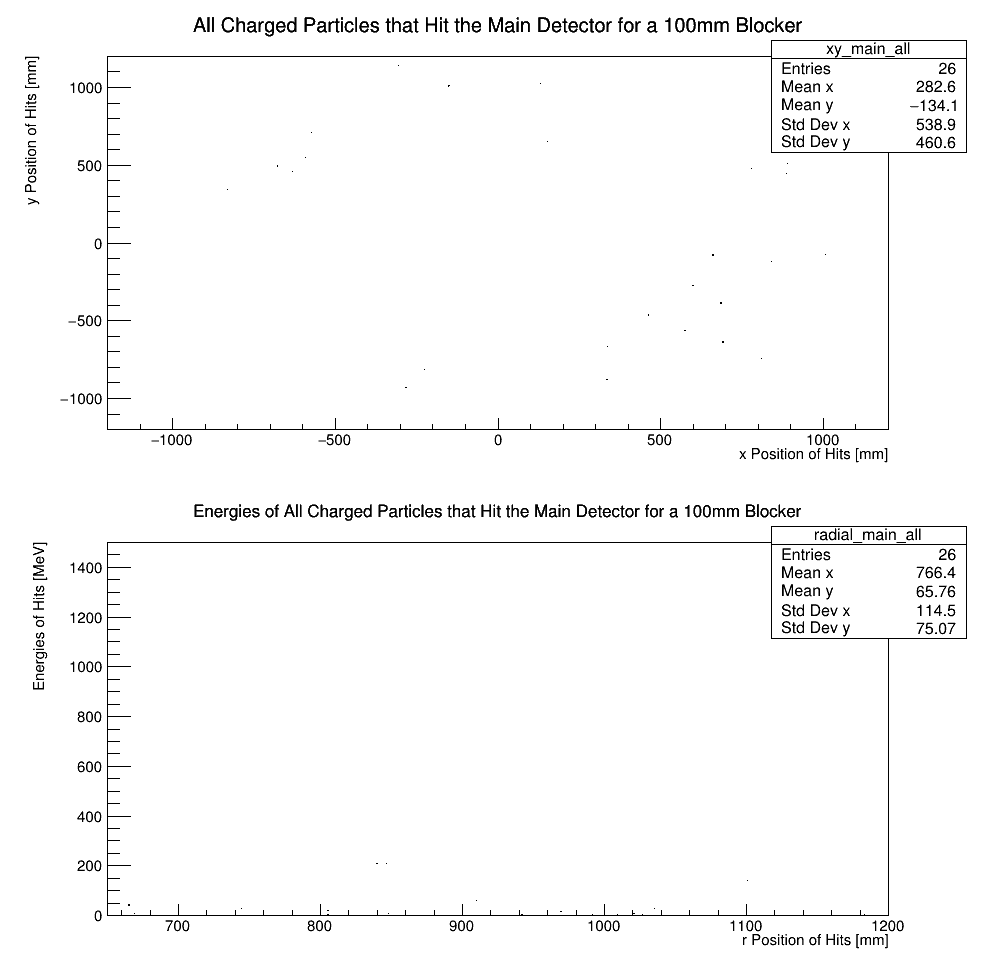 All Charged Particles that Hit the Main Detector for a 100mm Blocker
xy_main_all
Entries 26
Mean x 282.6
Mean y −134.1
Std Dev x 538.9
Std Dev y 460.6
y Position of Hits [mm]
1000
500
0
−500
−1000
−1000 −500 0 500 1000
x Position of Hits [mm]
Energies of All Charged Particles that Hit the Main Detector for a 100mm Blocker
radial_main_all
Entries 26
Mean x 766.4
Mean y 65.76
Std Dev x 114.5
Std Dev y 75.07
Energies of Hits [MeV]
1400
1200
1000
800
600
400
200
0
700 800 900 1000 1100 1200
r Position of Hits [mm]